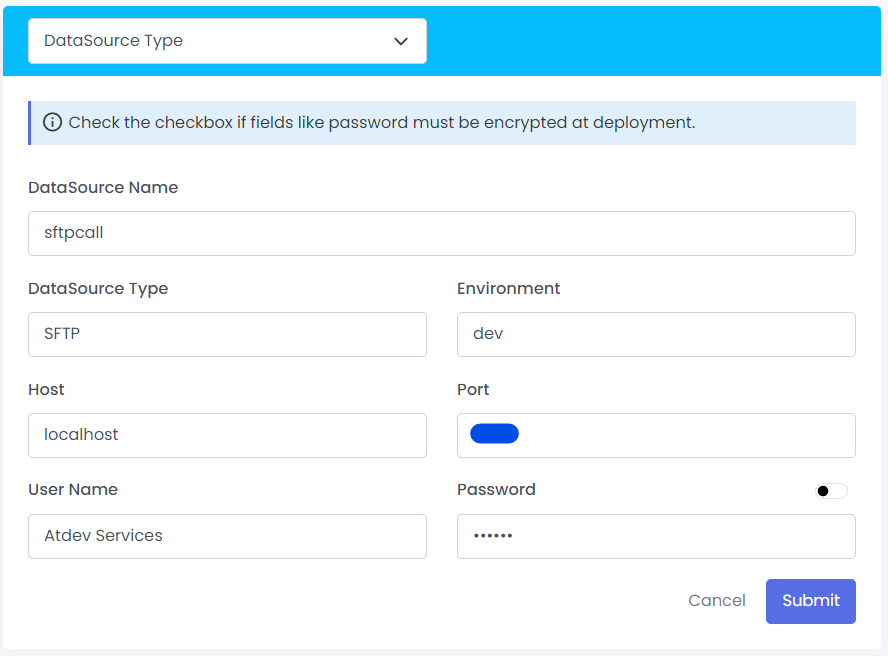 DataSource Type
Check the checkbox if fields like password must be encrypted at deployment.
DataSource Name
sftpcall
DataSource Type
Environment
SFTP
dev
Host
Port
localhost
User Name
Password
Atdev Services
••••••
Cancel
Submit